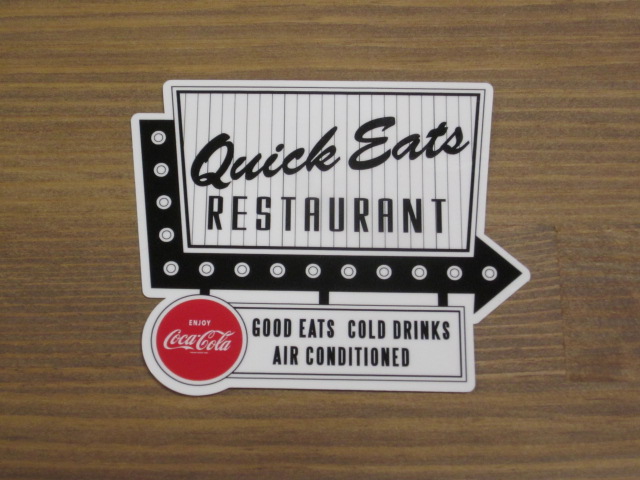 Quick Eats
RESTAURANT
ENJOY
Coca-Cola
GOOD EATS COLD DRINKS
AIR CONDITIONED